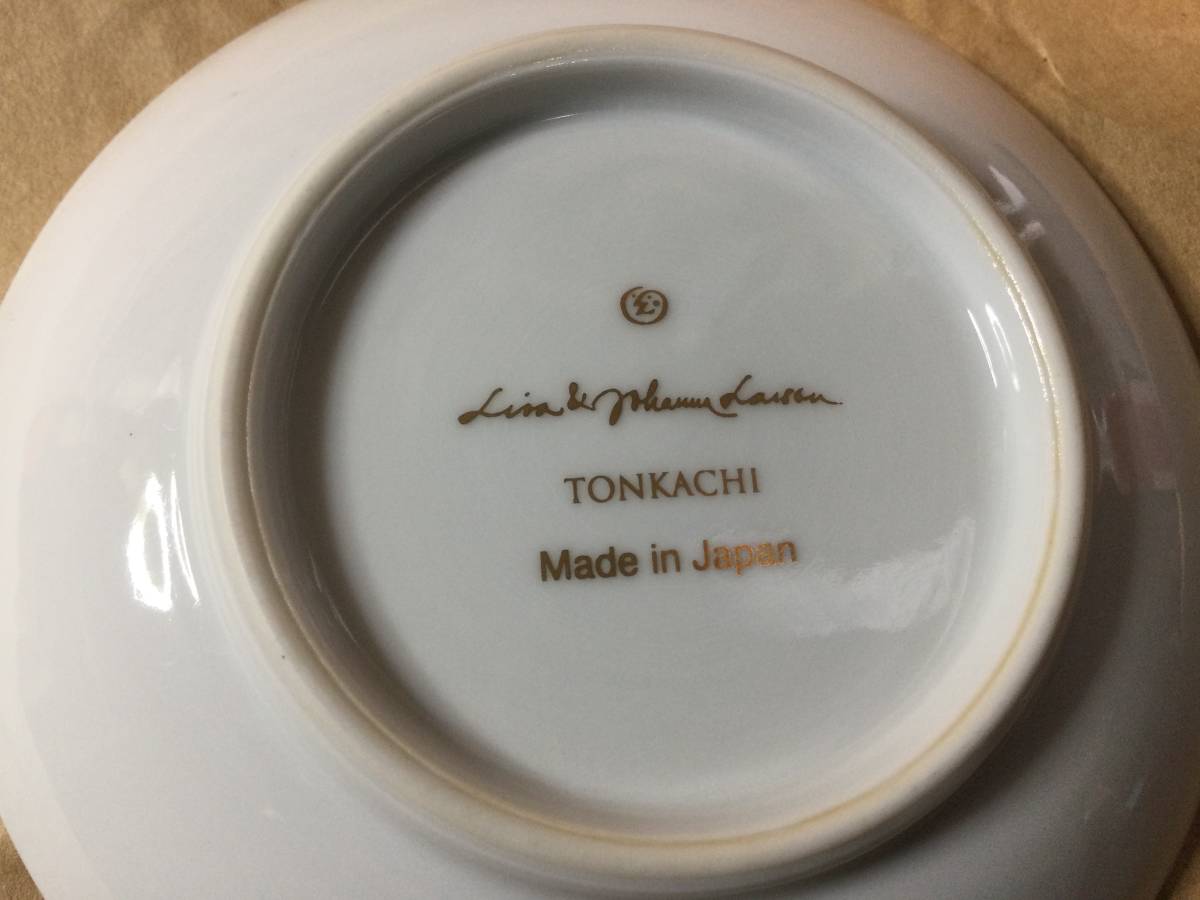 Lisa & Johanna Larson
TONKACHI
Made in Japan